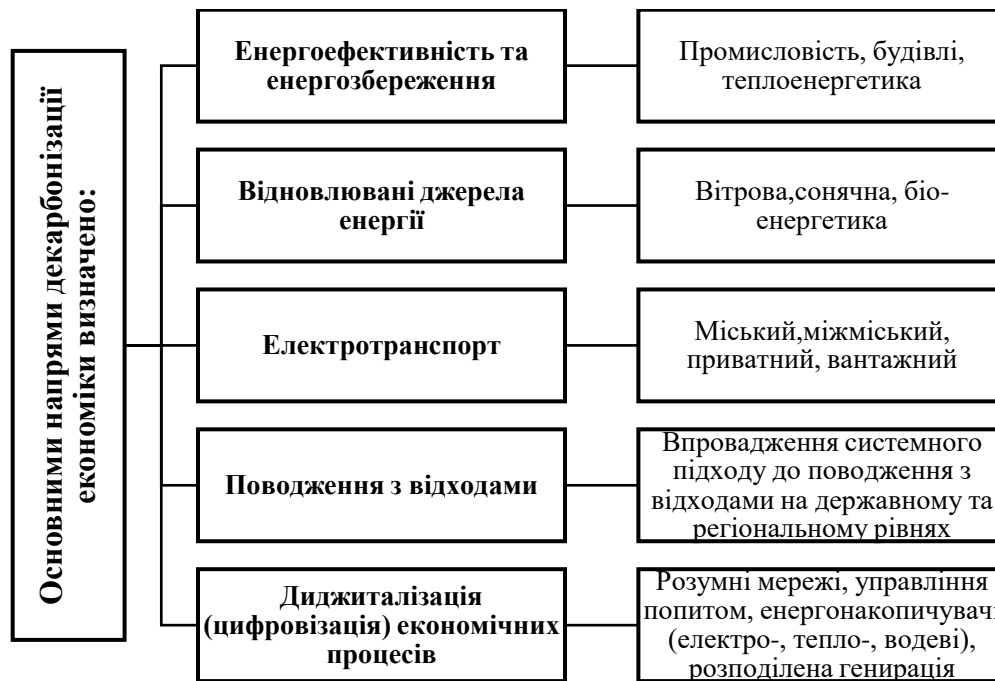 Основними напрями декарбонізації
економіки визначено:
Енергоефективність та
енергозбереження
Промисловість, будівлі,
теплоенергетика
Відновлювані джерела
енергії
Вітрова,сонячна, біо-
енергетика
Електротранспорт
Міський,міжміський,
приватний, вантажний
Поводження з відходами
Впровадження системного
підходу до поводження з
відходами на державному та
регіональному рівнях
Диджиталізація
(цифровізація) економічних
процесів
Розумні мережі, управління
попитом, енергонакопичувачі
(електро-, тепло-, водеві),
розподілена генирація